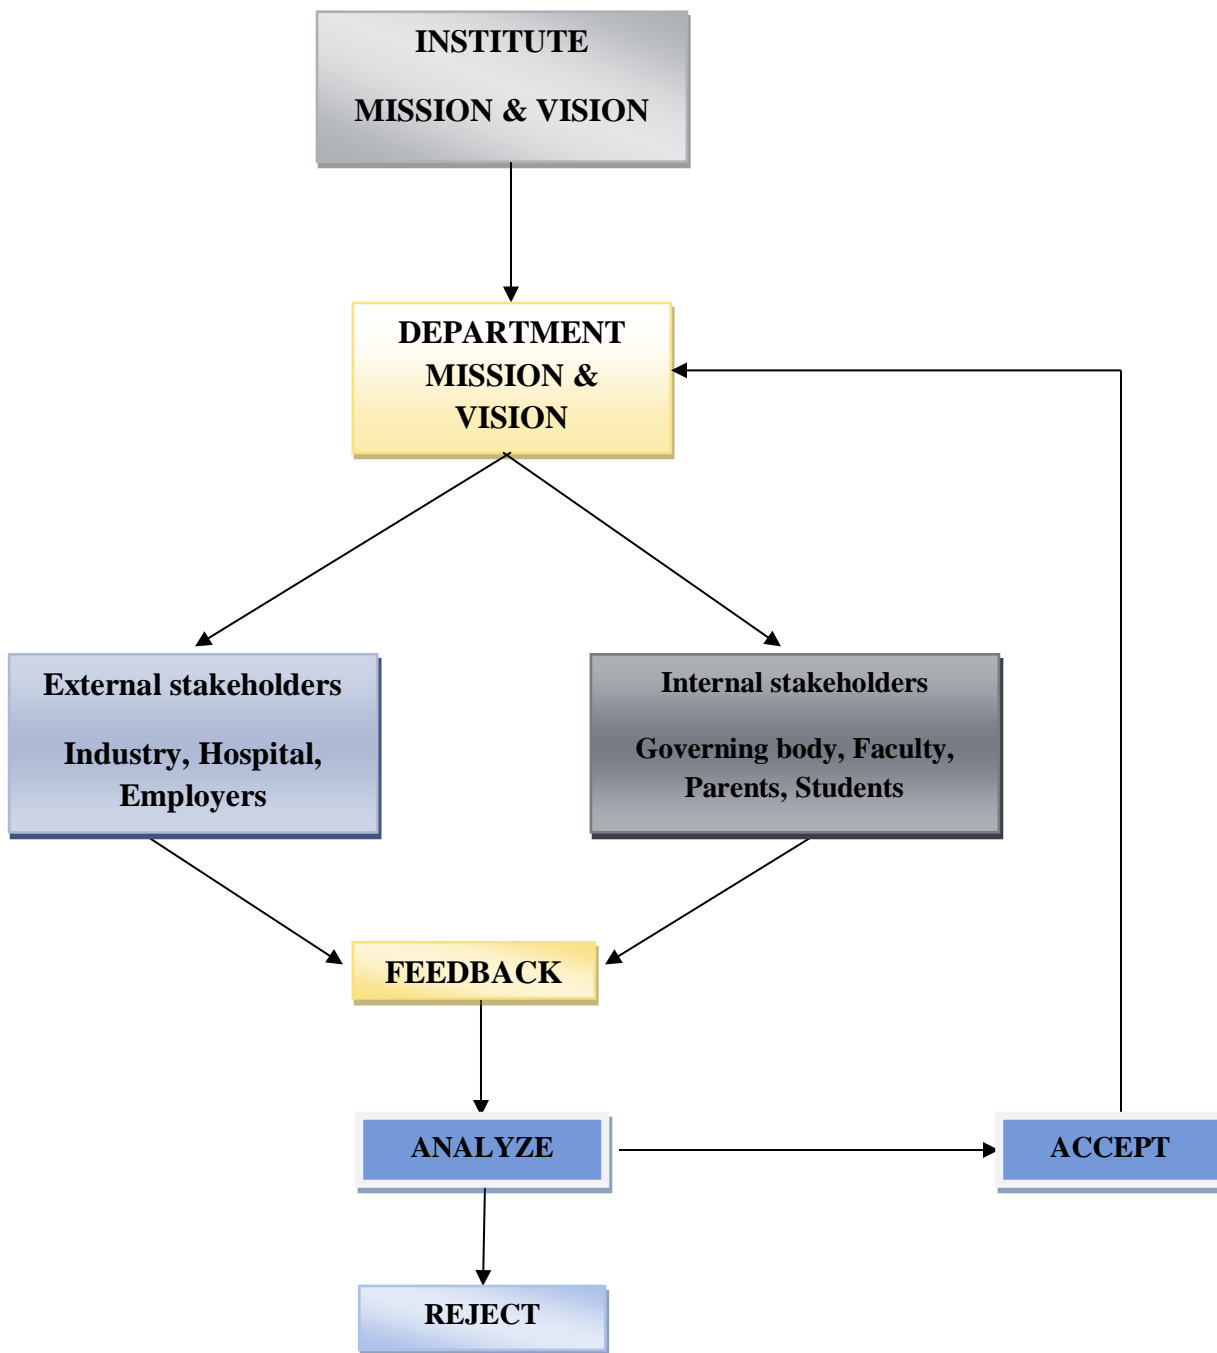 INSTITUTE
MISSION & VISION
DEPARTMENT
MISSION &
VISION
External stakeholders
Industry, Hospital,
Employers
Internal stakeholders
Governing body, Faculty,
Parents, Students
FEEDBACK
ANALYZE
ACCEPT
REJECT